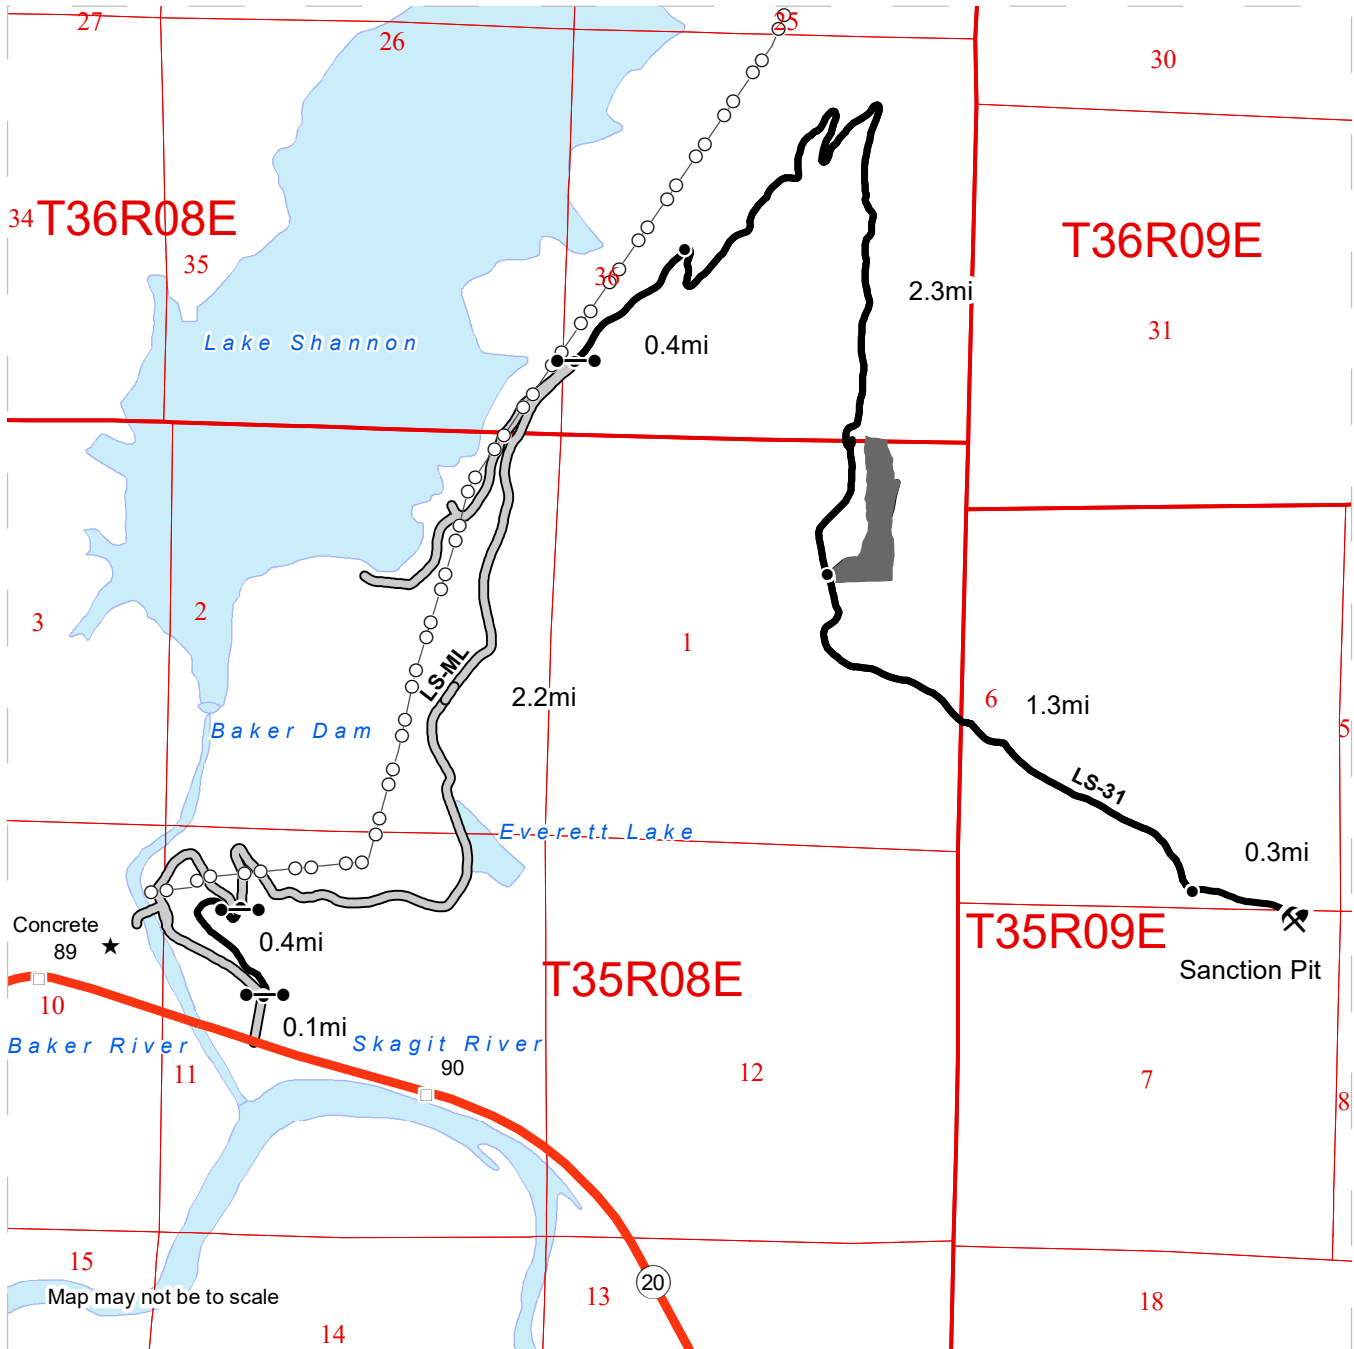 27
26
25
30
34
T36R08E
35
36
T36R09E
2.3mi
31
Lake Shannon
0.4mi
3
2
1
LS-ML
2.2mi
6
1.3mi
5
Baker Dam
LS-31
Everett Lake
0.3mi
Concrete
89
0.4mi
T35R09E
Sanction Pit
T35R08E
10
0.1mi
Baker River
Skagit River
90
11
12
7
8
15
20
Map may not be to scale
13
18
14